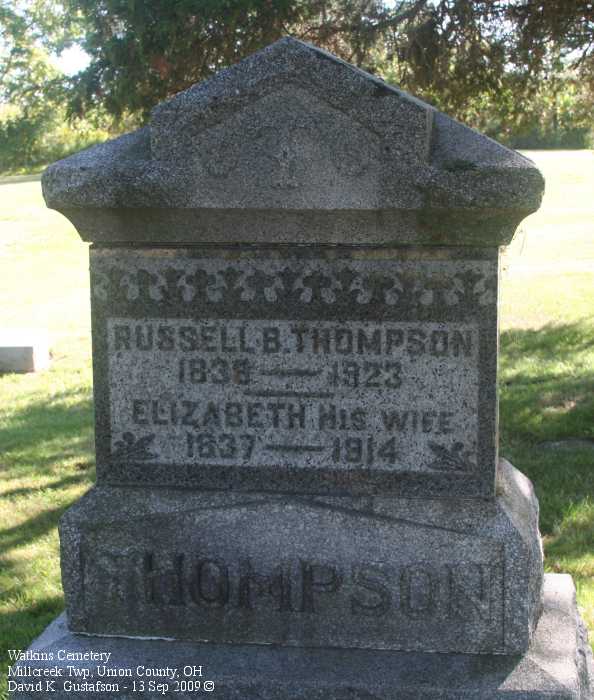 RUSSELL B. THOMPSON
1836 — 1923
ELIZABETH HIS WIFE
1837 — 1914
THOMPSON
Watkins Cemetery
Millcreek Twp, Union County, OH
David K. Gustafson - 13 Sep 2009 ©